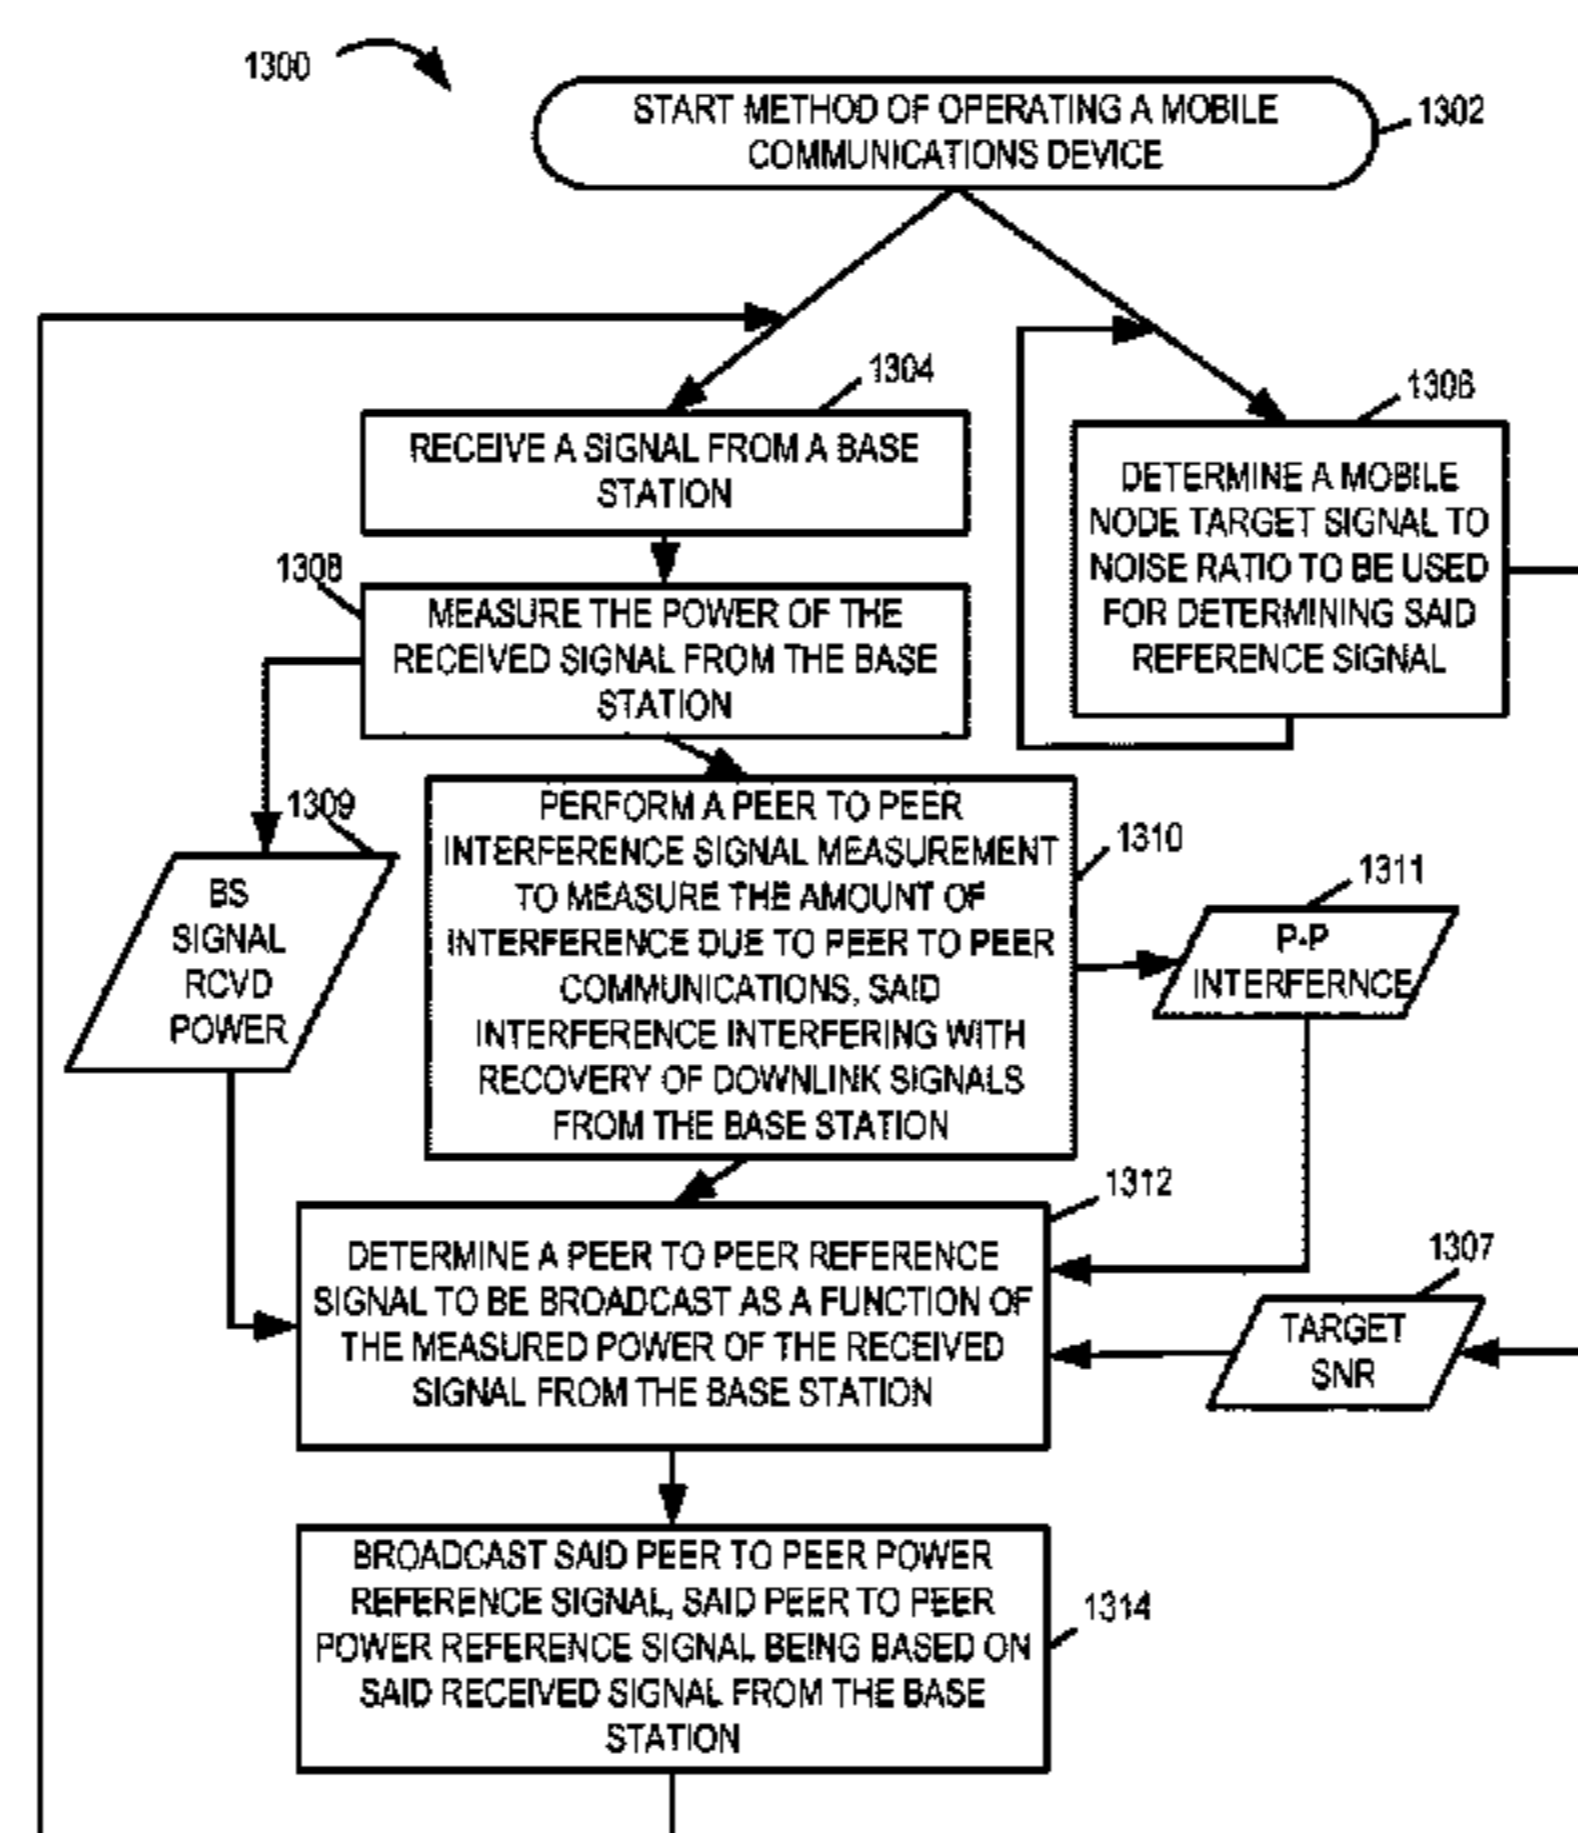 1300
START METHOD OF OPERATING A MOBILE
COMMUNICATIONS DEVICE
1302
1304
RECEIVE A SIGNAL FROM A BASE
STATION
1306
DETERMINE A MOBILE
NODE TARGET SIGNAL TO
NOISE RATIO TO BE USED
FOR DETERMINING SAID
REFERENCE SIGNAL
1308
MEASURE THE POWER OF THE
RECEIVED SIGNAL FROM THE BASE
STATION
1309
BS
SIGNAL
RCVD
POWER
PERFORM A PEER TO PEER
INTERFERENCE SIGNAL MEASUREMENT
TO MEASURE THE AMOUNT OF
INTERFERENCE DUE TO PEER TO PEER
COMMUNICATIONS, SAID
INTERFERENCE INTERFERING WITH
RECOVERY OF DOWNLINK SIGNALS
FROM THE BASE STATION
1310
1311
P-P
INTERFERNCE
1312
DETERMINE A PEER TO PEER REFERENCE
SIGNAL TO BE BROADCAST AS A FUNCTION OF
THE MEASURED POWER OF THE RECEIVED
SIGNAL FROM THE BASE STATION
1307
TARGET
SNR
BROADCAST SAID PEER TO PEER POWER
REFERENCE SIGNAL, SAID PEER TO PEER
POWER REFERENCE SIGNAL BEING BASED ON
SAID RECEIVED SIGNAL FROM THE BASE
STATION
1314